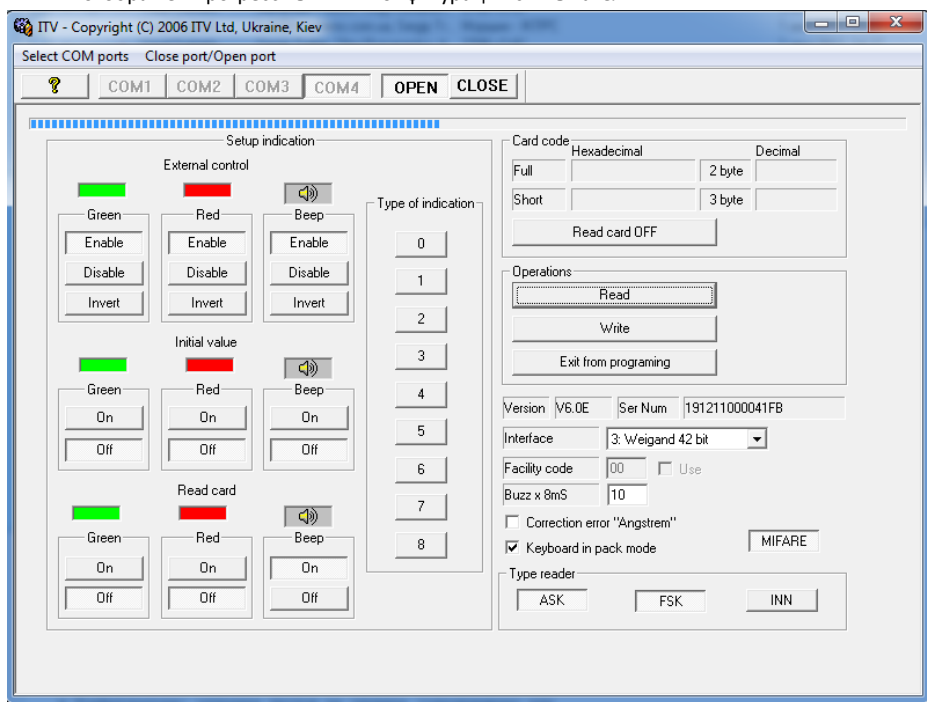 ITV - Copyright (C) 2006 ITV Ltd, Ukraine, Kiev
Select COM ports Close port/Open port
? COM1 COM2 COM3 COM4 OPEN CLOSE
Setup indication
External control
Green Red Beep
Enable Enable Enable
Disable Disable Disable
Invert Invert Invert
Initial value
Green Red Beep
On On On
Off Off Off
Read card
Green Red Beep
On On On
Off Off Off
Type of indication
0
1
2
3
4
5
6
7
8
Card code
Hexadecimal Decimal
Full 2 byte
Short 3 byte
Read card OFF
Operations
Read
Write
Exit from programing
Version V6.0E Ser Num 191211000041FB
Interface 3: Weigand 42 bit
Facility code 00 Use
Buzz x 8mS 10
Correction error "Angstrem"
Keyboard in pack mode MIFARE
Type reader
ASK FSK INN